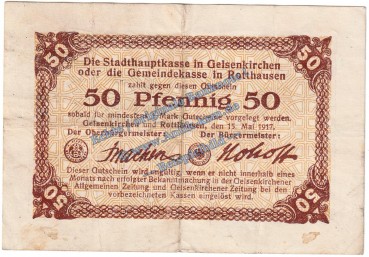 50
50
Die Stadthauptkasse in Gelsenkirchen
oder die Gemeindekasse in Rotthausen
zahlt gegen diesen Gutschein
50 Pfennig 50
sobald für mindestens Mark Gutscheine vorgelegt werden.
Gelsenkirchen und Rotthausen, den 15. Mai 1917.
Der Oberbürgermeister: Der Bürgermeister:
Dieser Gutschein wird ungültig, wenn er nicht innerhalb eines
Monats nach erfolgter Bekanntmachung in der Gelsenkirchener
Allgemeinen Zeitung und Gelsenkirchener Zeitung bei den
vorbezeichneten Kassen eingelöst wird.
50
50